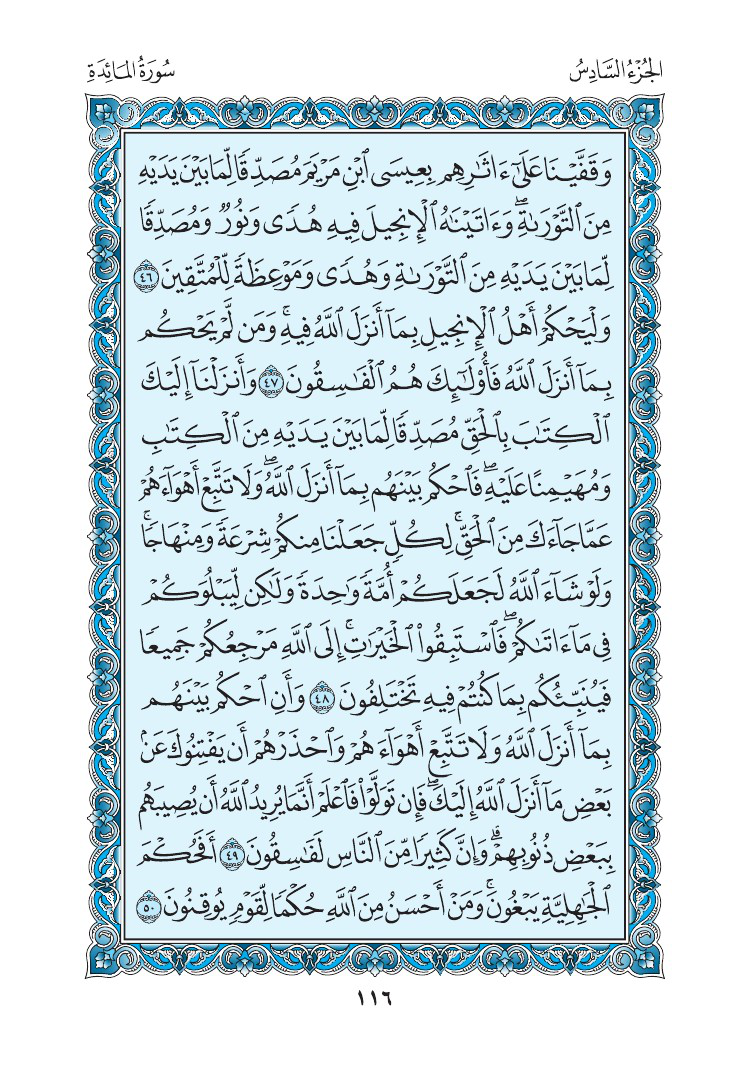 الجُزْءُ السَّادِسُ
سُورَةُ المَائِدَةِ
وَقَفَّيْنَا عَلَىٰٓ ءَاثَٰرِهِم بِعِيسَى ٱبْنِ مَرْيَمَ مُصَدِّقًا لِّمَا بَيْنَ يَدَيْهِ
مِنَ ٱلتَّوْرَىٰةِۖ وَءَاتَيْنَٰهُ ٱلْإِنجِيلَ فِيهِ هُدًى وَنُورٌ وَمُصَدِّقًا
لِّمَا بَيْنَ يَدَيْهِ مِنَ ٱلتَّوْرَىٰةِ وَهُدًى وَمَوْعِظَةً لِّلْمُتَّقِينَ ٤٦
وَلْيَحْكُمْ أَهْلُ ٱلْإِنجِيلِ بِمَآ أَنزَلَ ٱللَّهُ فِيهِۚ وَمَن لَّمْ يَحْكُم
بِمَآ أَنزَلَ ٱللَّهُ فَأُو۟لَٰٓئِكَ هُمُ ٱلْفَٰسِقُونَ ٤٧ وَأَنزَلْنَآ إِلَيْكَ
ٱلْكِتَٰبَ بِٱلْحَقِّ مُصَدِّقًا لِّمَا بَيْنَ يَدَيْهِ مِنَ ٱلْكِتَٰبِ
وَمُهَيْمِنًا عَلَيْهِۖ فَٱحْكُم بَيْنَهُم بِمَآ أَنزَلَ ٱللَّهُۖ وَلَا تَتَّبِعْ أَهْوَآءَهُمْ
عَمَّا جَآءَكَ مِنَ ٱلْحَقِّۚ لِكُلٍّ جَعَلْنَا مِنكُمْ شِرْعَةً وَمِنْهَاجًاۚ
وَلَوْ شَآءَ ٱللَّهُ لَجَعَلَكُمْ أُمَّةً وَٰحِدَةً وَلَٰكِن لِّيَبْلُوَكُمْ
فِى مَآ ءَاتَىٰكُمْۖ فَٱسْتَبِقُوا۟ ٱلْخَيْرَٰتِۚ إِلَى ٱللَّهِ مَرْجِعُكُمْ جَمِيعًا
فَيُنَبِّئُكُم بِمَا كُنتُمْ فِيهِ تَخْتَلِفُونَ ٤٨ وَأَنِ ٱحْكُم بَيْنَهُم
بِمَآ أَنزَلَ ٱللَّهُ وَلَا تَتَّبِعْ أَهْوَآءَهُمْ وَٱحْذَرْهُمْ أَن يَفْتِنُوكَ عَنۢ
بَعْضِ مَآ أَنزَلَ ٱللَّهُ إِلَيْكَۖ فَإِن تَوَلَّوْا۟ فَٱعْلَمْ أَنَّمَا يُرِيدُ ٱللَّهُ أَن يُصِيبَهُم
بِبَعْضِ ذُنُوبِهِمْۗ وَإِنَّ كَثِيرًا مِّنَ ٱلنَّاسِ لَفَٰسِقُونَ ٤٩ أَفَحُكْمَ
ٱلْجَٰهِلِيَّةِ يَبْغُونَۚ وَمَنْ أَحْسَنُ مِنَ ٱللَّهِ حُكْمًا لِّقَوْمٍ يُوقِنُونَ ٥٠
١١٦